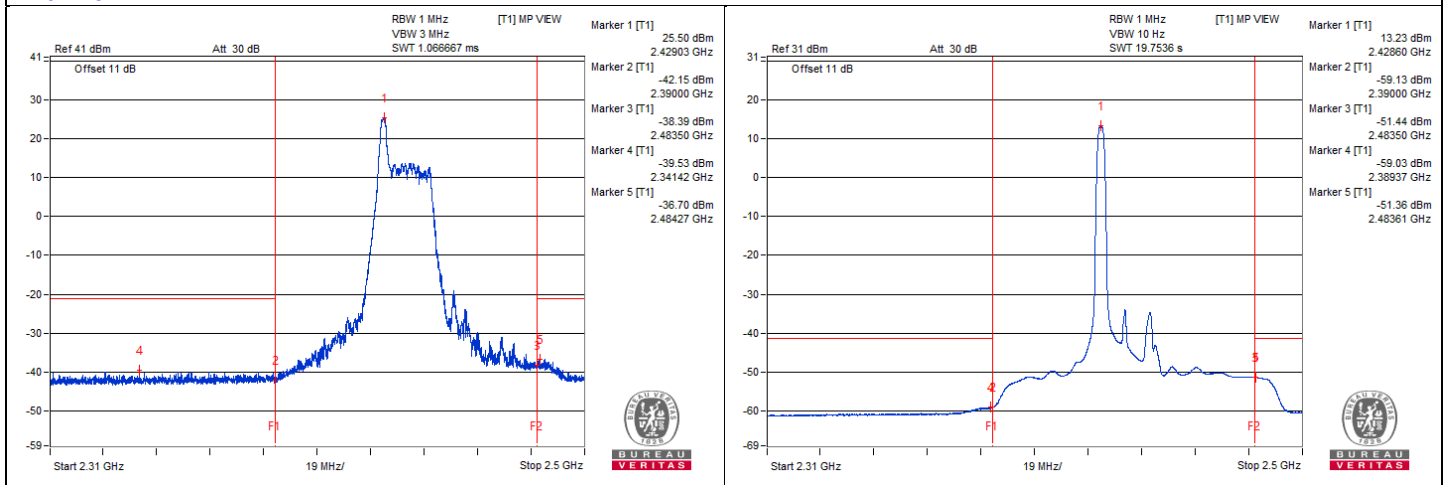 RBW 1 MHz [T1] MP VIEW
VBW 3 MHz
Ref 41 dBm Att 30 dB SWT 1.066667 ms
41
Offset 11 dB
30
20
10
0
-10
-20
-30
-40
-50
-59
1
2
3
4
5
F1
F2
Start 2.31 GHz 19 MHz/ Stop 2.5 GHz
Marker 1 [T1]
25.50 dBm
2.42903 GHz
Marker 2 [T1]
-42.15 dBm
2.39000 GHz
Marker 3 [T1]
-38.39 dBm
2.48350 GHz
Marker 4 [T1]
-39.53 dBm
2.34142 GHz
Marker 5 [T1]
-36.70 dBm
2.48427 GHz
BUREAU VERITAS
1828
BUREAU
VERITAS
RBW 1 MHz [T1] MP VIEW
VBW 10 Hz
Ref 31 dBm Att 30 dB SWT 19.7536 s
31
Offset 11 dB
20
10
0
-10
-20
-30
-40
-50
-60
-69
1
42
5
F1
F2
Start 2.31 GHz 19 MHz/ Stop 2.5 GHz
Marker 1 [T1]
13.23 dBm
2.42860 GHz
Marker 2 [T1]
-59.13 dBm
2.39000 GHz
Marker 3 [T1]
-51.44 dBm
2.48350 GHz
Marker 4 [T1]
-59.03 dBm
2.38937 GHz
Marker 5 [T1]
-51.36 dBm
2.48361 GHz
BUREAU VERITAS
1828
BUREAU
VERITAS